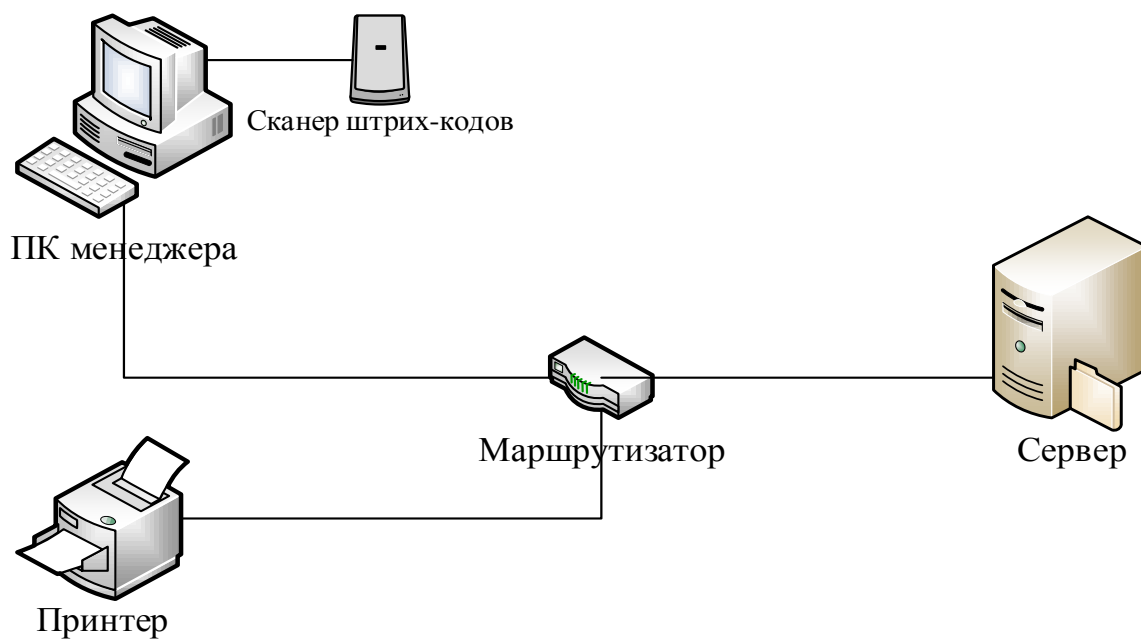 Сканер штрих-кодов
ПК менеджера
Маршрутизатор
Сервер
Принтер